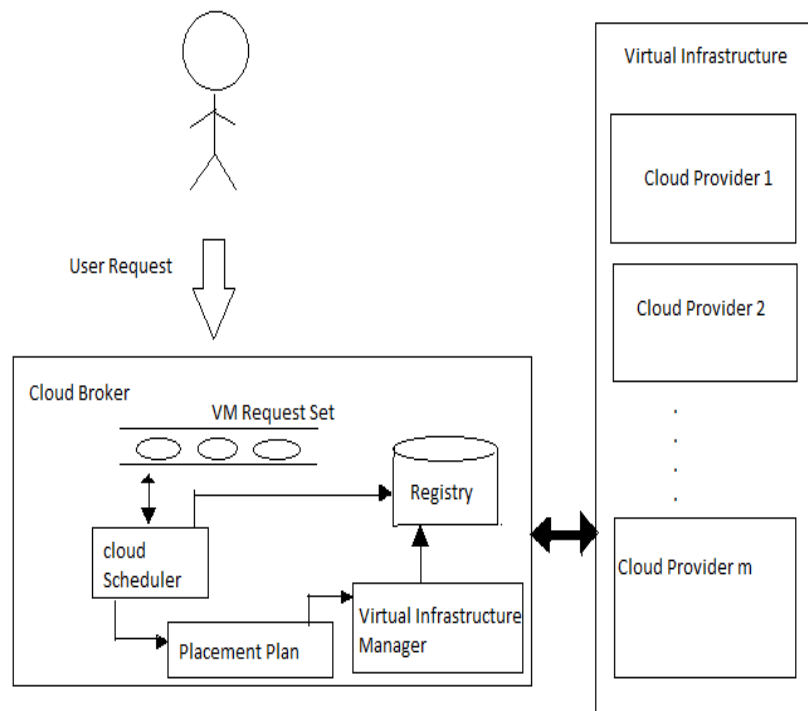 User Request
Cloud Broker
VM Request Set
Registry
cloud
Scheduler
Placement Plan
Virtual Infrastructure
Manager
Virtual Infrastructure
Cloud Provider 1
Cloud Provider 2
Cloud Provider m